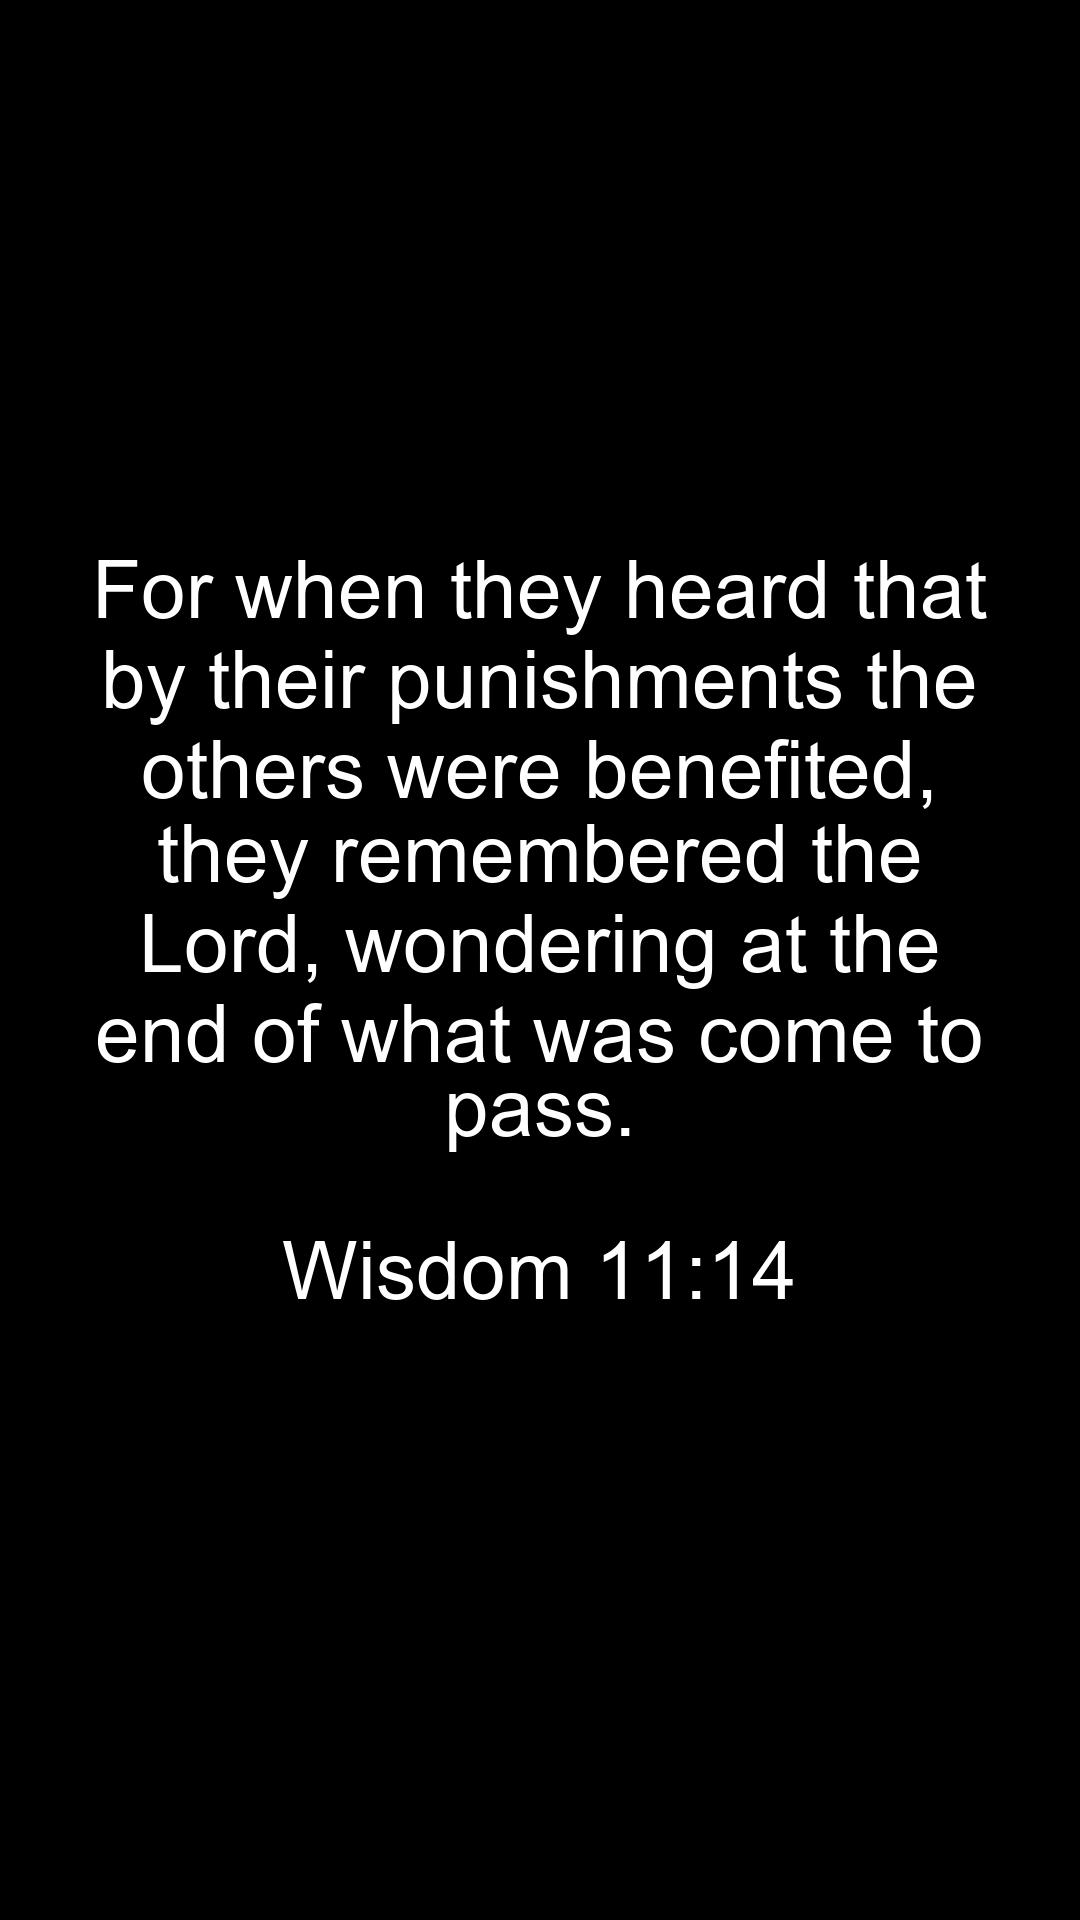 For when they heard that
by their punishments the
others were benefited,
they remembered the
Lord, wondering at the
end of what was come to
pass.
Wisdom 11:14